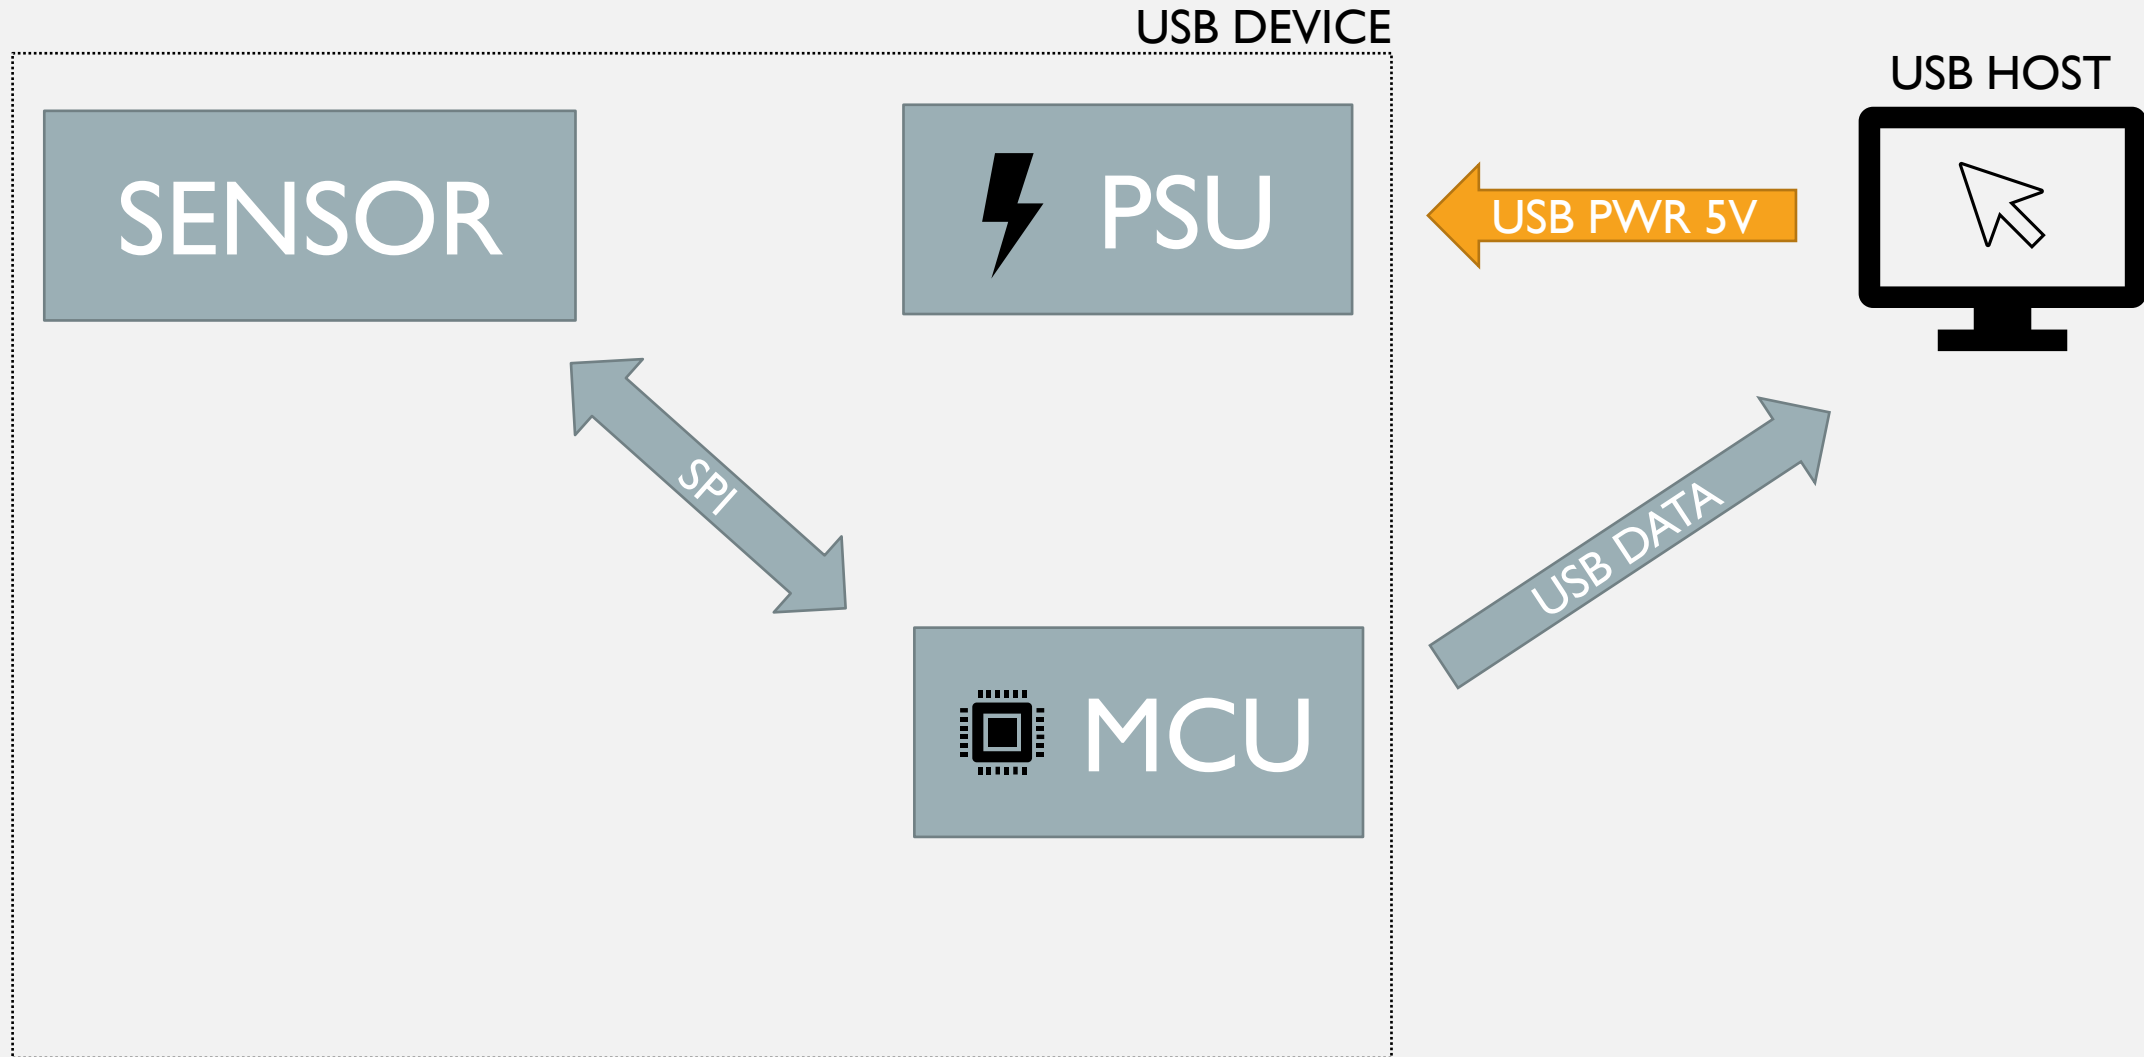 USB DEVICE
USB HOST
SENSOR
PSU
USB PWR 5V
SPI
USB DATA
MCU